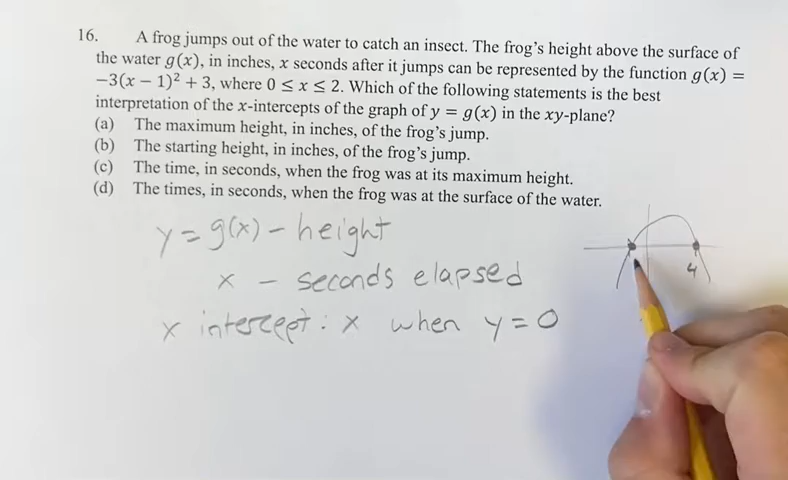 16. A frog jumps out of the water to catch an insect. The frog's height above the surface of
the water g(x), in inches, x seconds after it jumps can be represented by the function g(x) =
−3(x − 1)² + 3, where 0 ≤ x ≤ 2. Which of the following statements is the best
interpretation of the x-intercepts of the graph of y = g(x) in the xy-plane?
(a) The maximum height, in inches, of the frog's jump.
(b) The starting height, in inches, of the frog's jump.
(c) The time, in seconds, when the frog was at its maximum height.
(d) The times, in seconds, when the frog was at the surface of the water.
y = g(x) – height
x – seconds elapsed
x intercept: x when y = 0
4